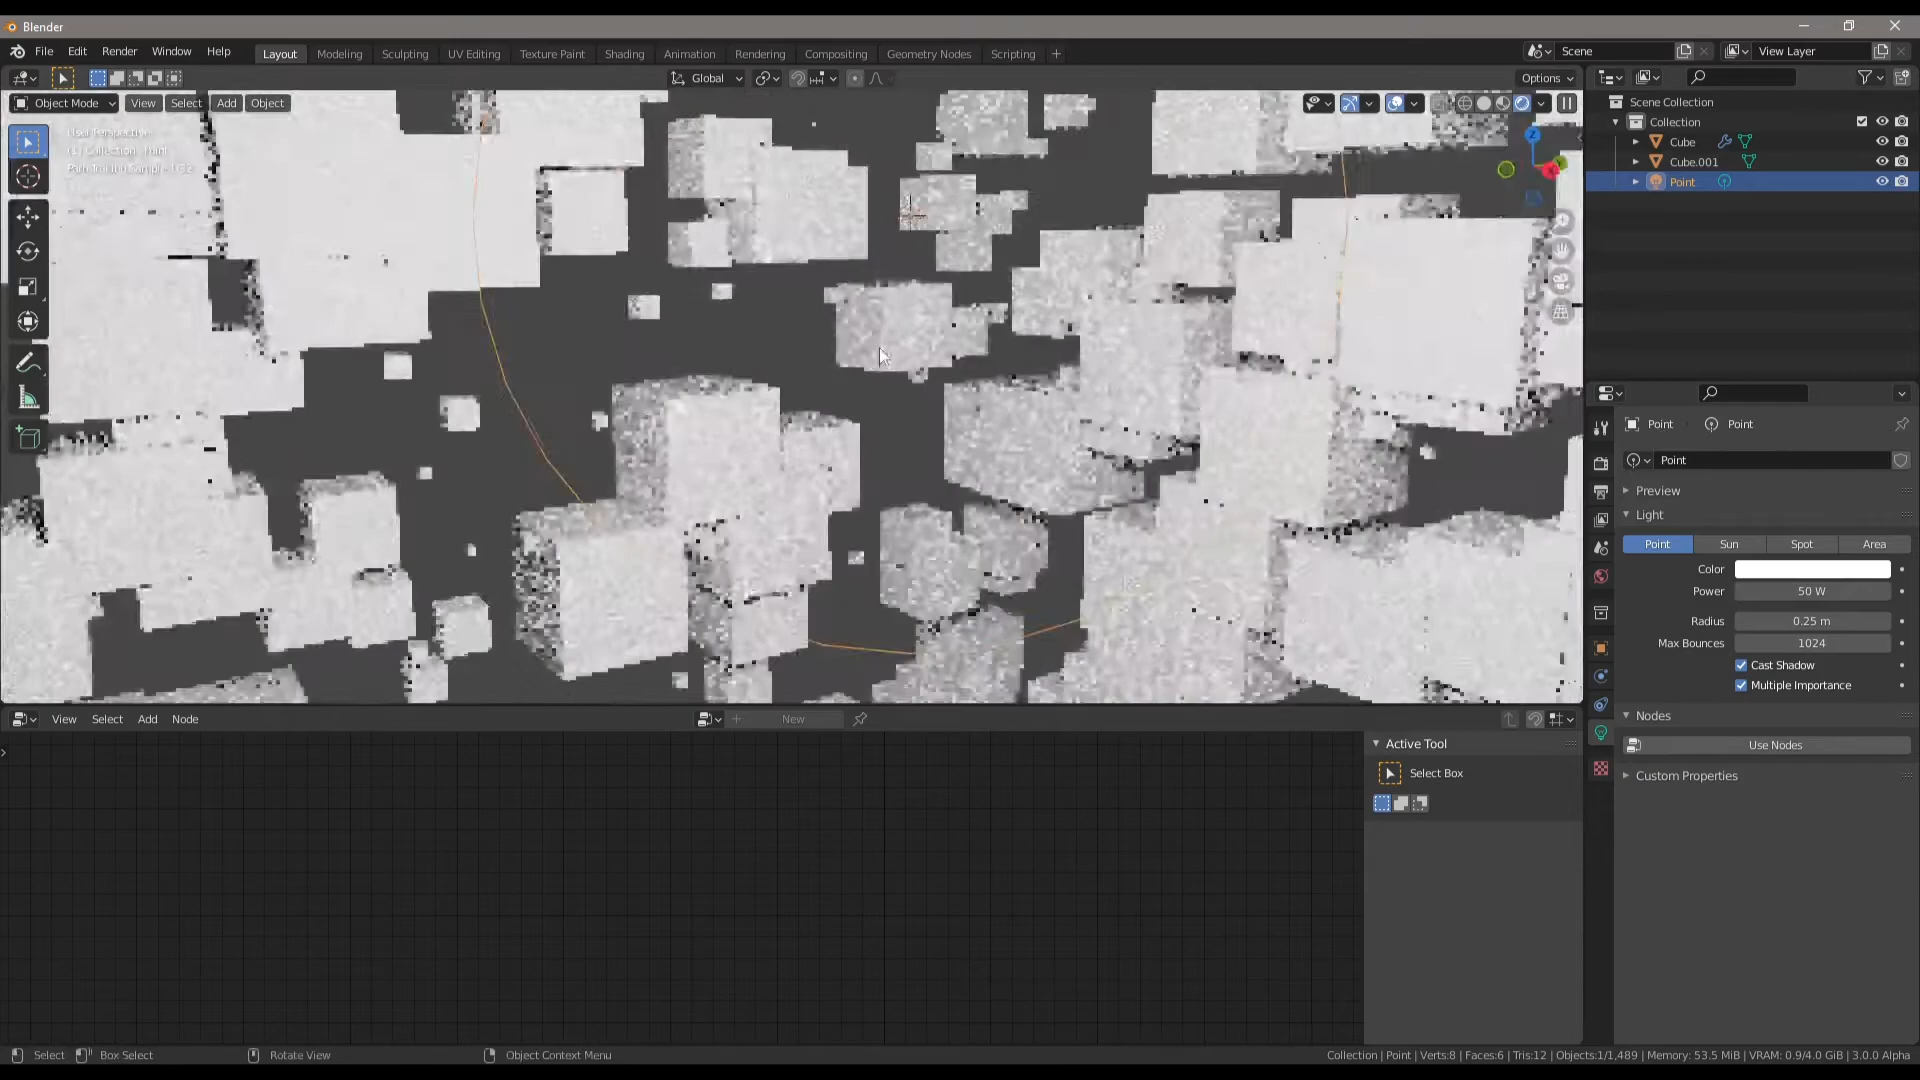 Blender
File Edit Render Window Help
Layout Modeling Sculpting UV Editing Texture Paint Shading Animation Rendering Compositing Geometry Nodes Scripting +
Scene
View Layer
Global
Options
Object Mode View Select Add Object
User Perspective
(1) Collection | Point
Scene Collection
Collection
Cube
Cube.001
Point
Z
X
Point Point
Point
Preview
Light
Point Sun Spot Area
Color
Power 50 W
Radius 0.25 m
Max Bounces 1024
Cast Shadow
Multiple Importance
Nodes
Use Nodes
Custom Properties
View Select Add Node
New
Active Tool
Select Box
Select Box Select Rotate View Object Context Menu
Collection | Point | Verts:8 | Faces:6 | Tris:12 | Objects:1/1,489 | Memory: 53.5 MiB | VRAM: 0.9/4.0 GiB | 3.0.0 Alpha